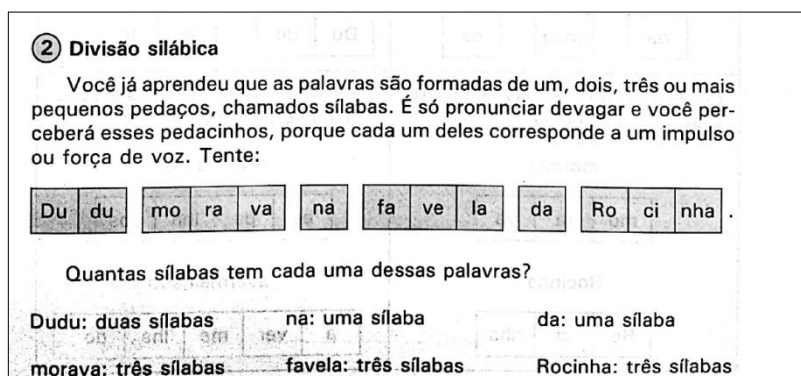 2 Divisão silábica
Você já aprendeu que as palavras são formadas de um, dois, três ou mais
pequenos pedaços, chamados sílabas. É só pronunciar devagar e você per-
ceberá esses pedacinhos, porque cada um deles corresponde a um impulso
ou força de voz. Tente:
Du du mo ra va na fa ve la da Ro ci nha .
Quantas sílabas tem cada uma dessas palavras?
Dudu: duas sílabas na: uma sílaba da: uma sílaba
morava: três sílabas favela: três sílabas Rocinha: três sílabas